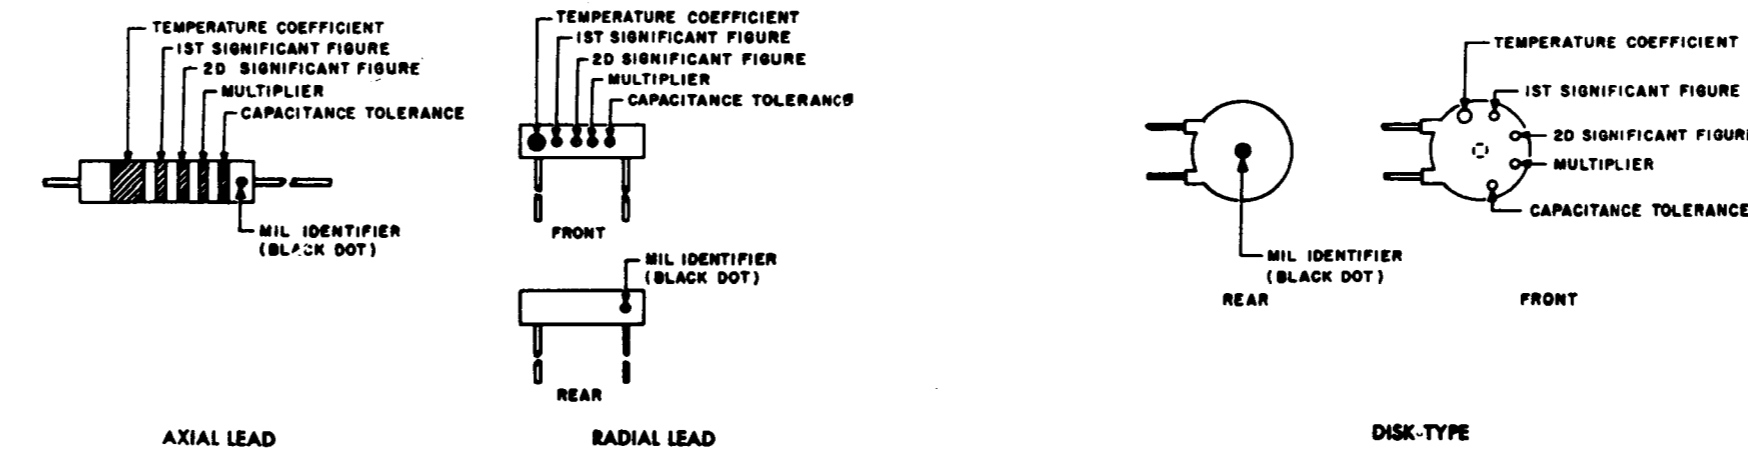 TEMPERATURE COEFFICIENT
1ST SIGNIFICANT FIGURE
2D SIGNIFICANT FIGURE
MULTIPLIER
CAPACITANCE TOLERANCE
MIL IDENTIFIER
(BLACK DOT)
AXIAL LEAD
TEMPERATURE COEFFICIENT
1ST SIGNIFICANT FIGURE
2D SIGNIFICANT FIGURE
MULTIPLIER
CAPACITANCE TOLERANCE
FRONT
MIL IDENTIFIER
(BLACK DOT)
REAR
RADIAL LEAD
MIL IDENTIFIER
(BLACK DOT)
REAR
TEMPERATURE COEFFICIENT
1ST SIGNIFICANT FIGURE
2D SIGNIFICANT FIGURE
MULTIPLIER
CAPACITANCE TOLERANCE
FRONT
DISK-TYPE